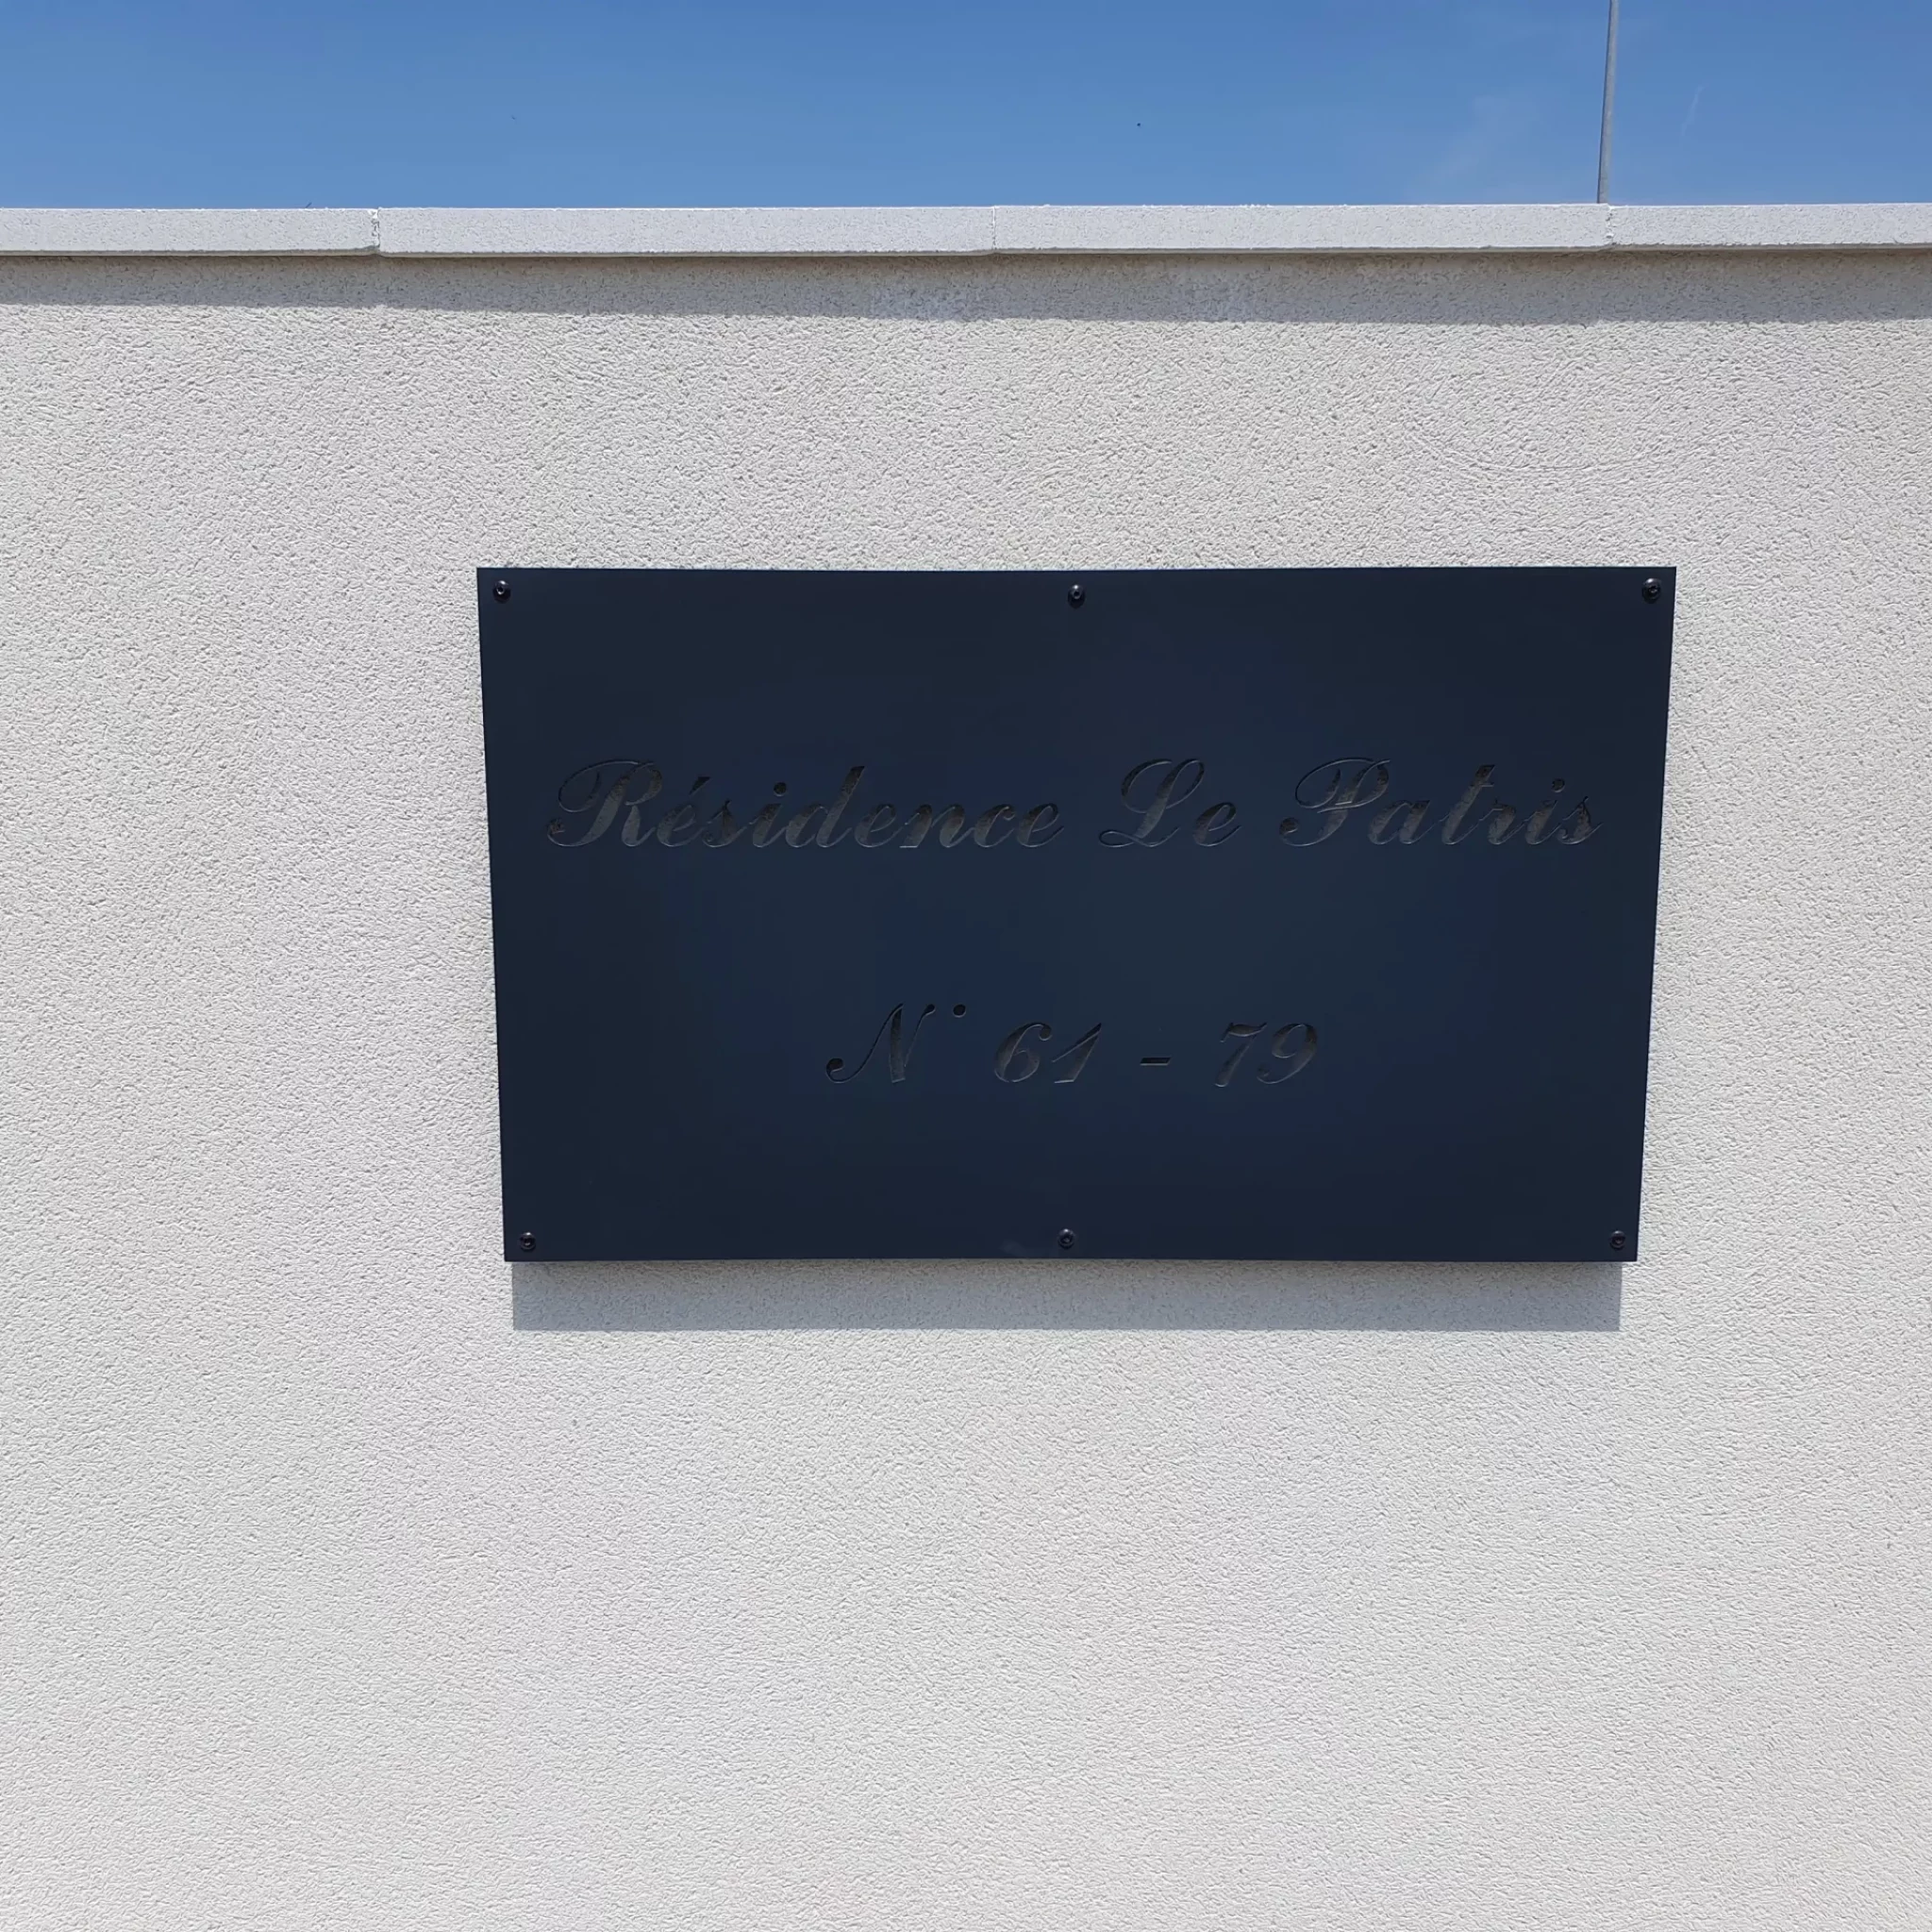 Résidence Le Patris
N° 61 - 79